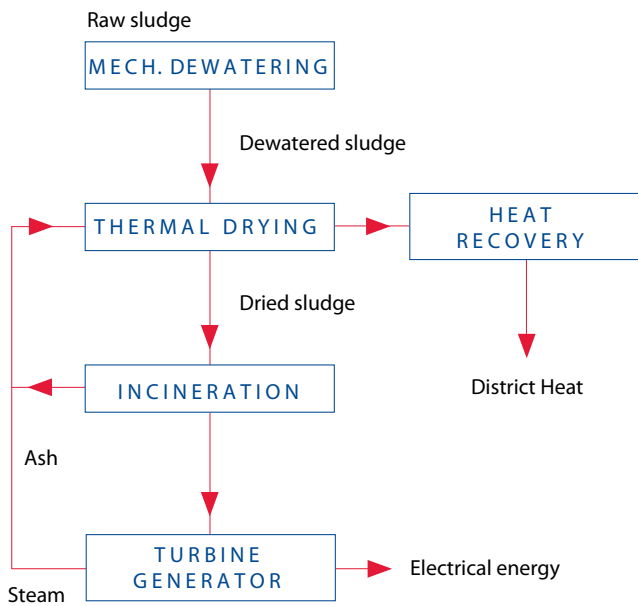 Raw sludge
MECH. DEWATERING
Dewatered sludge
THERMAL DRYING
HEAT
RECOVERY
Dried sludge
INCINERATION
District Heat
Ash
TURBINE
GENERATOR
Electrical energy
Steam